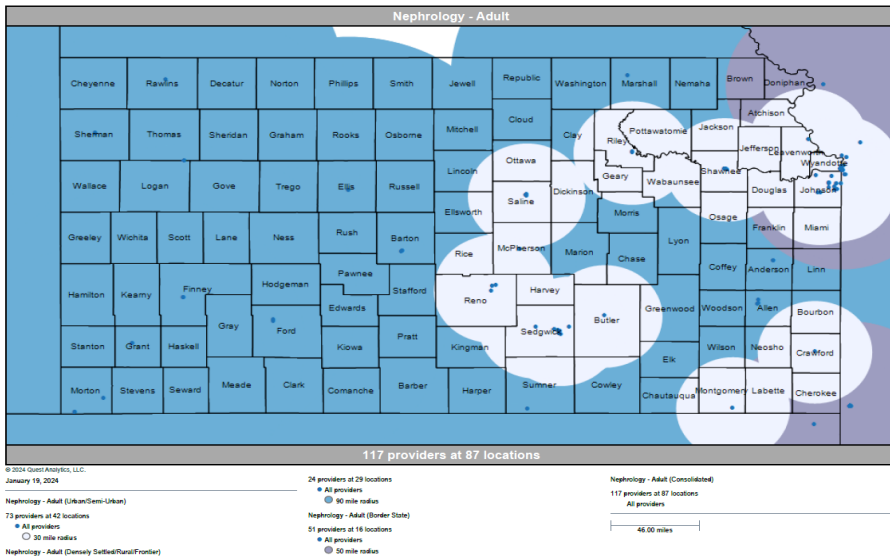 Nephrology - Adult
Cheyenne Rawlins Decatur Norton Phillips Smith Jewell Republic Washington Marshall Nemaha Brown Doniphan
Sherman Thomas Sheridan Graham Rooks Osborne Mitchell Cloud Clay Riley Pottawatomie Jackson Atchison Jefferson Leavenworth Wyandotte
Wallace Logan Gove Trego Ellis Russell Lincoln Ottawa Saline Dickinson Geary Wabaunsee Shawnee Douglas Johnson
Greeley Wichita Scott Lane Ness Rush Barton Ellsworth Rice McPherson Marion Morris Chase Lyon Osage Franklin Miami
Hamilton Kearny Finney Hodgeman Pawnee Stafford Reno Harvey Butler Greenwood Coffey Anderson Linn
Stanton Grant Haskell Gray Ford Edwards Kiowa Pratt Kingman Sedgwick Elk Woodson Allen Bourbon Wilson Neosho Crawford
Morton Stevens Seward Meade Clark Comanche Barber Harper Sumner Cowley Chautauqua Montgomery Labette Cherokee
117 providers at 87 locations
© 2024 Quest Analytics, LLC.
January 19, 2024
Nephrology - Adult (Urban/Semi-Urban)
73 providers at 42 locations
All providers
30 mile radius
Nephrology - Adult (Densely Settled/Rural/Frontier)
24 providers at 29 locations
All providers
90 mile radius
Nephrology - Adult (Border State)
51 providers at 16 locations
All providers
50 mile radius
Nephrology - Adult (Consolidated)
117 providers at 87 locations
All providers
46.00 miles